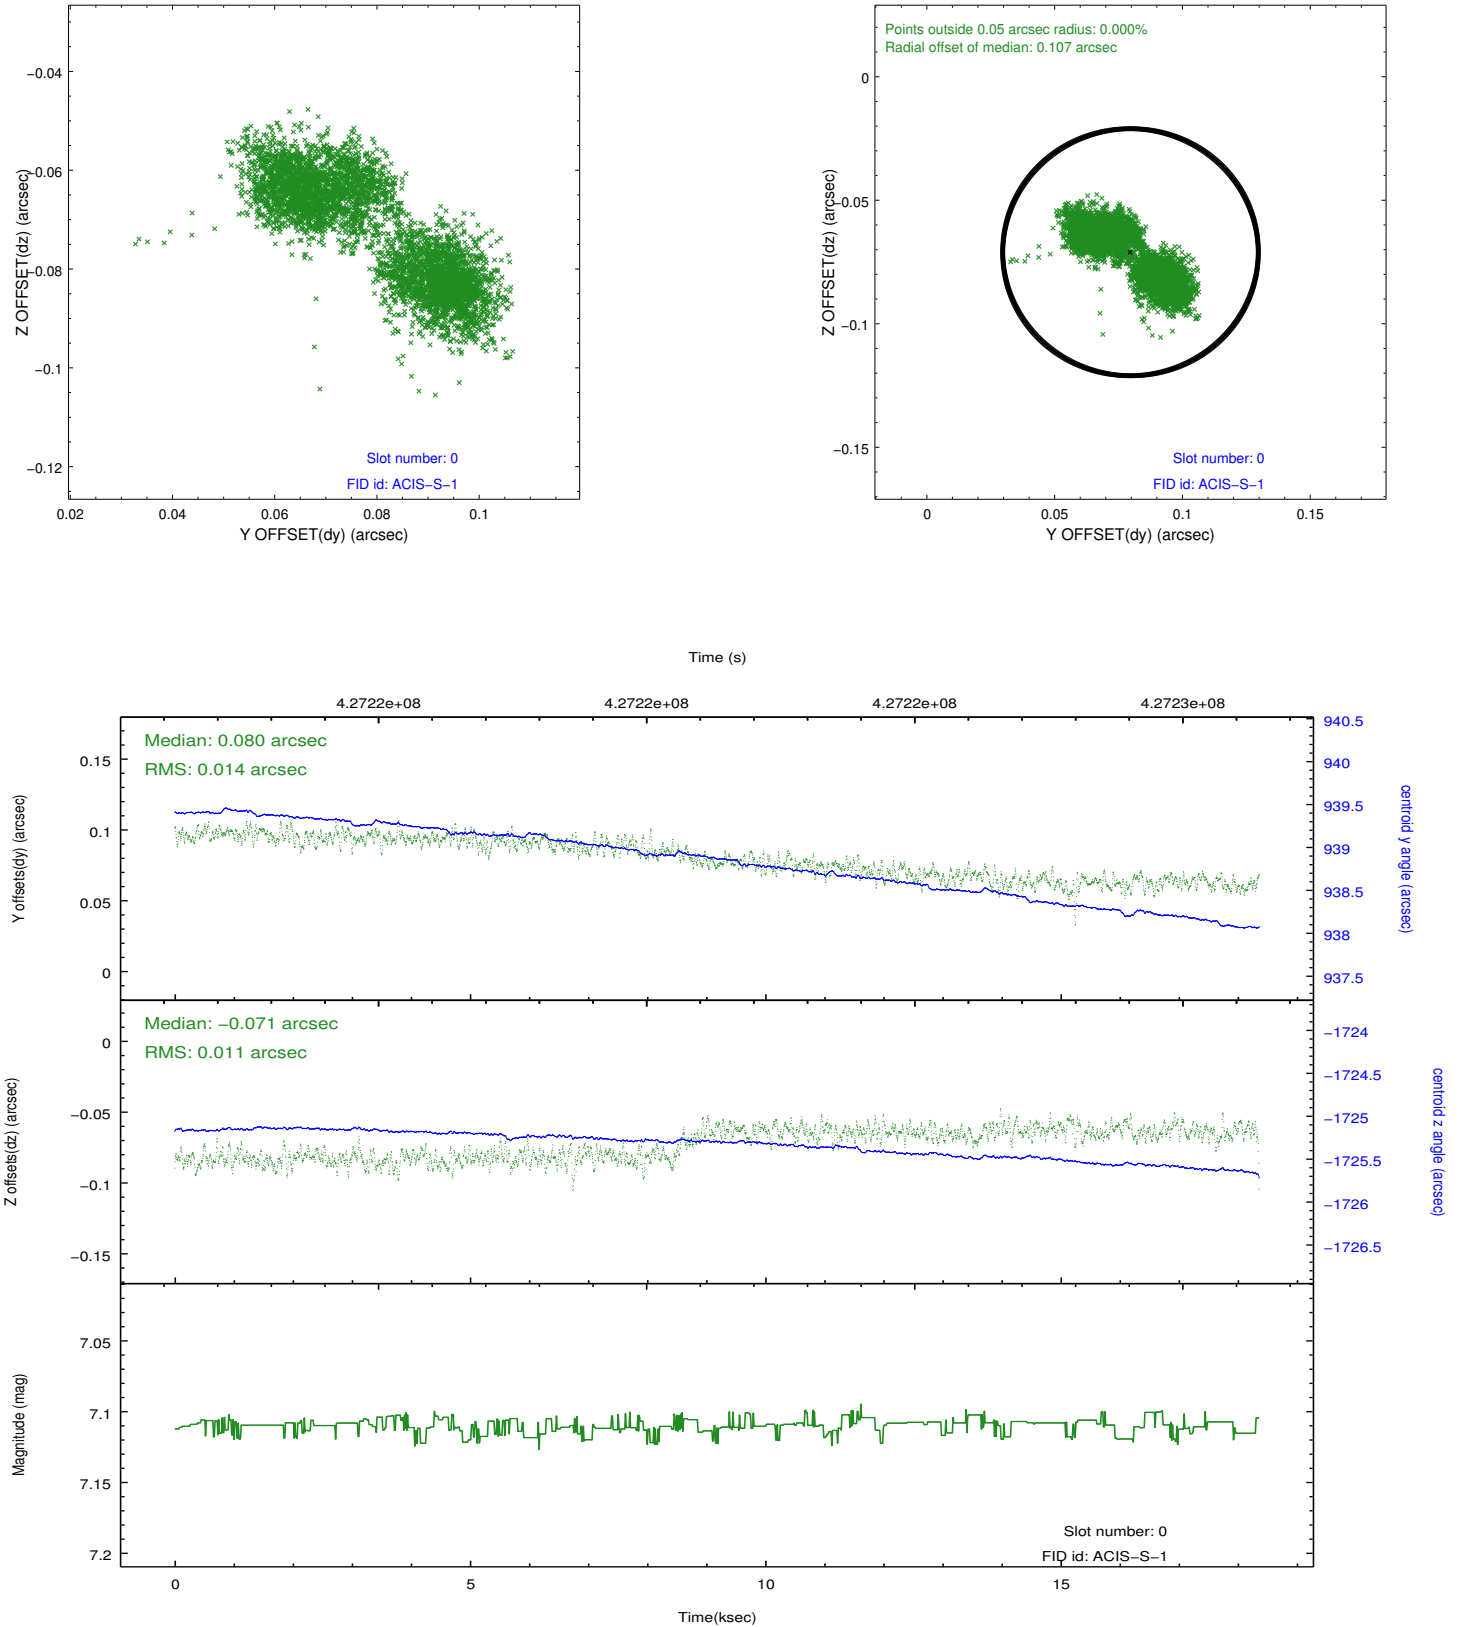 −0.04
−0.06
−0.08
−0.1
−0.12
Z OFFSET(dz) (arcsec)
Slot number: 0
FID id: ACIS−S−1
0.02 0.04 0.06 0.08 0.1
Y OFFSET(dy) (arcsec)
Points outside 0.05 arcsec radius: 0.000%
Radial offset of median: 0.107 arcsec
0
−0.05
−0.1
−0.15
Z OFFSET(dz) (arcsec)
Slot number: 0
FID id: ACIS−S−1
0 0.05 0.1 0.15
Y OFFSET(dy) (arcsec)
Time (s)
4.2722e+08 4.2722e+08 4.2722e+08 4.2723e+08
Median: 0.080 arcsec
RMS: 0.014 arcsec
0.15
0.1
0.05
0
Y offsets(dy) (arcsec)
940.5
940
939.5
939
938.5
938
937.5
centroid y angle (arcsec)
Median: −0.071 arcsec
RMS: 0.011 arcsec
0
−0.05
−0.1
−0.15
Z offsets(dz) (arcsec)
−1724
−1724.5
−1725
−1725.5
−1726
−1726.5
centroid z angle (arcsec)
7.05
7.1
7.15
7.2
Magnitude (mag)
Slot number: 0
FID id: ACIS−S−1
0 5 10 15
Time(ksec)